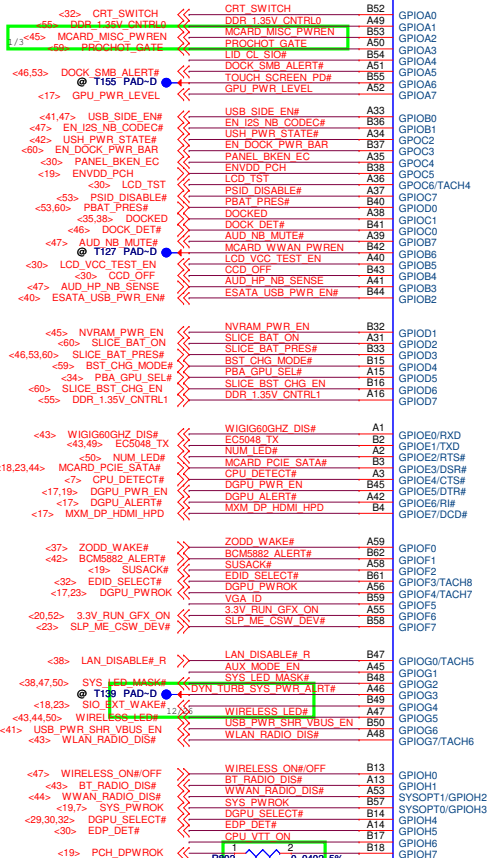 <32> CRT_SWITCH CRT_SWITCH B52 GPIOA0
<55> DDR_1.35V_CNTRL0 DDR_1.35V_CNTRL0 A49 GPIOA1
<45> MCARD_MISC_PWREN MCARD_MISC_PWREN B53 GPIOA2
1/3 <59> PROCHOT_GATE PROCHOT_GATE A50 GPIOA3
LID_CL_SIO# B54 GPIOA4
<46,53> DOCK_SMB_ALERT# DOCK_SMB_ALERT# A51 GPIOA5
@ T155 PAD~D TOUCH_SCREEN_PD# B55 GPIOA6
<17> GPU_PWR_LEVEL GPU_PWR_LEVEL A52 GPIOA7
<41,47> USB_SIDE_EN# USB_SIDE_EN# A33 GPIOB0
<47> EN_I2S_NB_CODEC# EN_I2S_NB_CODEC# B36 GPIOB1
<42> USH_PWR_STATE# USH_PWR_STATE# A34 GPOC2
<60> EN_DOCK_PWR_BAR EN_DOCK_PWR_BAR B37 GPOC3
<30> PANEL_BKEN_EC PANEL_BKEN_EC A35 GPOC4
<19> ENVDD_PCH ENVDD_PCH B38 GPOC5
<30> LCD_TST LCD_TST A36 GPOC6/TACH4
<53> PSID_DISABLE# PSID_DISABLE# A37 GPIOC7
<53,60> PBAT_PRES# PBAT_PRES# B40 GPIOD0
<35,38> DOCKED DOCKED A38 GPIOC1
<46> DOCK_DET# DOCK_DET# B41 GPIOC0
<47> AUD_NB_MUTE# AUD_NB_MUTE# A39 GPIOB7
@ T127 PAD~D MCARD_WWAN_PWREN B42 GPIOB6
<30> LCD_VCC_TEST_EN LCD_VCC_TEST_EN A40 GPIOB5
<30> CCD_OFF CCD_OFF B43 GPIOB4
<47> AUD_HP_NB_SENSE AUD_HP_NB_SENSE A41 GPIOB3
<40> ESATA_USB_PWR_EN# ESATA_USB_PWR_EN# B44 GPIOB2
<45> NVRAM_PWR_EN NVRAM_PWR_EN B32 GPIOD1
<60> SLICE_BAT_ON SLICE_BAT_ON A31 GPIOD2
<46,53,60> SLICE_BAT_PRES# SLICE_BAT_PRES# B33 GPIOD3
<59> BST_CHG_MODE# BST_CHG_MODE# B15 GPIOD4
<34> PBA_GPU_SEL# PBA_GPU_SEL# A15 GPIOD5
<60> SLICE_BST_CHG_EN SLICE_BST_CHG_EN B16 GPIOD6
<55> DDR_1.35V_CNTRL1 DDR_1.35V_CNTRL1 A16 GPIOD7
<43> WIGIG60GHZ_DIS# WIGIG60GHZ_DIS# A1 GPIOE0/RXD
<43,49> EC5048_TX EC5048_TX B2 GPIOE1/TXD
<50> NUM_LED# NUM_LED# A2 GPIOE2/RTS#
<18,23,44> MCARD_PCIE_SATA# MCARD_PCIE_SATA# B3 GPIOE3/DSR#
<7> CPU_DETECT# CPU_DETECT# A3 GPIOE4/CTS#
<17,19> DGPU_PWR_EN DGPU_PWR_EN B45 GPIOE5/DTR#
<17> DGPU_ALERT# DGPU_ALERT# A42 GPIOE6/RI#
<17> MXM_DP_HDMI_HPD MXM_DP_HDMI_HPD B4 GPIOE7/DCD#
<37> ZODD_WAKE# ZODD_WAKE# A59 GPIOF0
<42> BCM5882_ALERT# BCM5882_ALERT# B62 GPIOF1
<19> SUSACK# SUSACK# A58 GPIOF2
<32> EDID_SELECT# EDID_SELECT# B61 GPIOF3/TACH8
<17,23> DGPU_PWROK DGPU_PWROK A56 GPIOF4/TACH7
VGA_ID B59 GPIOF5
<20,52> 3.3V_RUN_GFX_ON 3.3V_RUN_GFX_ON A55 GPIOF6
<23> SLP_ME_CSW_DEV# SLP_ME_CSW_DEV# B58 GPIOF7
<38> LAN_DISABLE#_R LAN_DISABLE#_R B47 GPIOG0/TACH5
AUX_MODE_EN A45 GPIOG1
<38,47,50> SYS_LED_MASK# SYS_LED_MASK# B48 GPIOG2
@ T139 PAD~D DYN_TURB_SYS_PWR_ALRT# A46 GPIOG3
<18,23> SIO_EXT_WAKE# B49 GPIOG4
<43,44,50> WIRELESS_LED# WIRELESS_LED# A47 GPIOG5
<41> USB_PWR_SHR_VBUS_EN USB_PWR_SHR_VBUS_EN B50 GPIOG6
<43> WLAN_RADIO_DIS# WLAN_RADIO_DIS# A48 GPIOG7/TACH6
<47> WIRELESS_ON#/OFF WIRELESS_ON#/OFF B13 GPIOH0
<43> BT_RADIO_DIS# BT_RADIO_DIS# A13 GPIOH1
<44> WWAN_RADIO_DIS# WWAN_RADIO_DIS# A53 SYSOPT1/GPIOH2
<19,7> SYS_PWROK SYS_PWROK B57 SYSOPT0/GPIOH3
<29,30,32> DGPU_SELECT# DGPU_SELECT# B14 GPIOH4
<30> EDP_DET# EDP_DET# A14 GPIOH5
CPU_VTT_ON B17 GPIOH6
<19> PCH_DPWROK 1 2 B18 GPIOH7